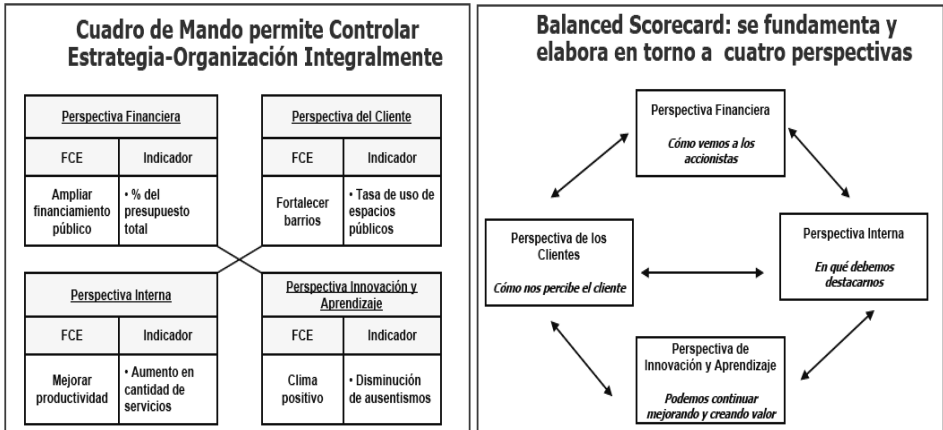 Cuadro de Mando permite Controlar
Estrategia-Organización Integralmente
Perspectiva Financiera
FCE
Indicador
Ampliar
financiamiento
público
• % del
presupuesto
total
Perspectiva del Cliente
FCE
Indicador
Fortalecer
barrios
• Tasa de uso de
espacios
públicos
Perspectiva Interna
FCE
Indicador
Mejorar
productividad
• Aumento en
cantidad de
servicios
Perspectiva Innovación y
Aprendizaje
FCE
Indicador
Clima
positivo
• Disminución
de ausentismos
Balanced Scorecard: se fundamenta y
elabora en torno a cuatro perspectivas
Perspectiva Financiera
Cómo vemos a los
accionistas
Perspectiva de los
Clientes
Cómo nos percibe el cliente
Perspectiva Interna
En qué debemos
destacarnos
Perspectiva de
Innovación y Aprendizaje
Podemos continuar
mejorando y creando valor